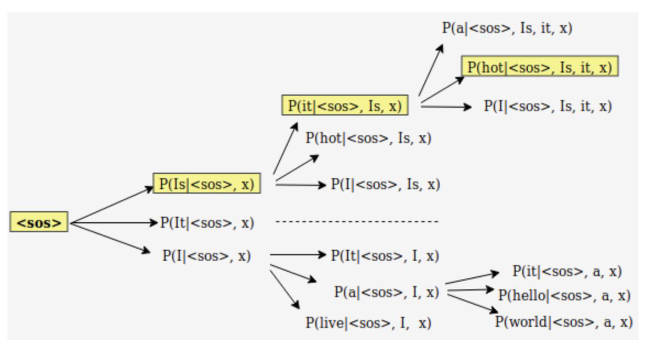 P(a|<sos>, Is, it, x)
P(hot|<sos>, Is, it, x)
P(it|<sos>, Is, x)
P(I|<sos>, Is, it, x)
P(hot|<sos>, Is, x)
P(Is|<sos>, x)
P(I|<sos>, Is, x)
<sos>
P(It|<sos>, x)
P(I|<sos>, x)
P(It|<sos>, I, x)
P(it|<sos>, a, x)
P(a|<sos>, I, x)
P(hello|<sos>, a, x)
P(live|<sos>, I, x)
P(world|<sos>, a, x)